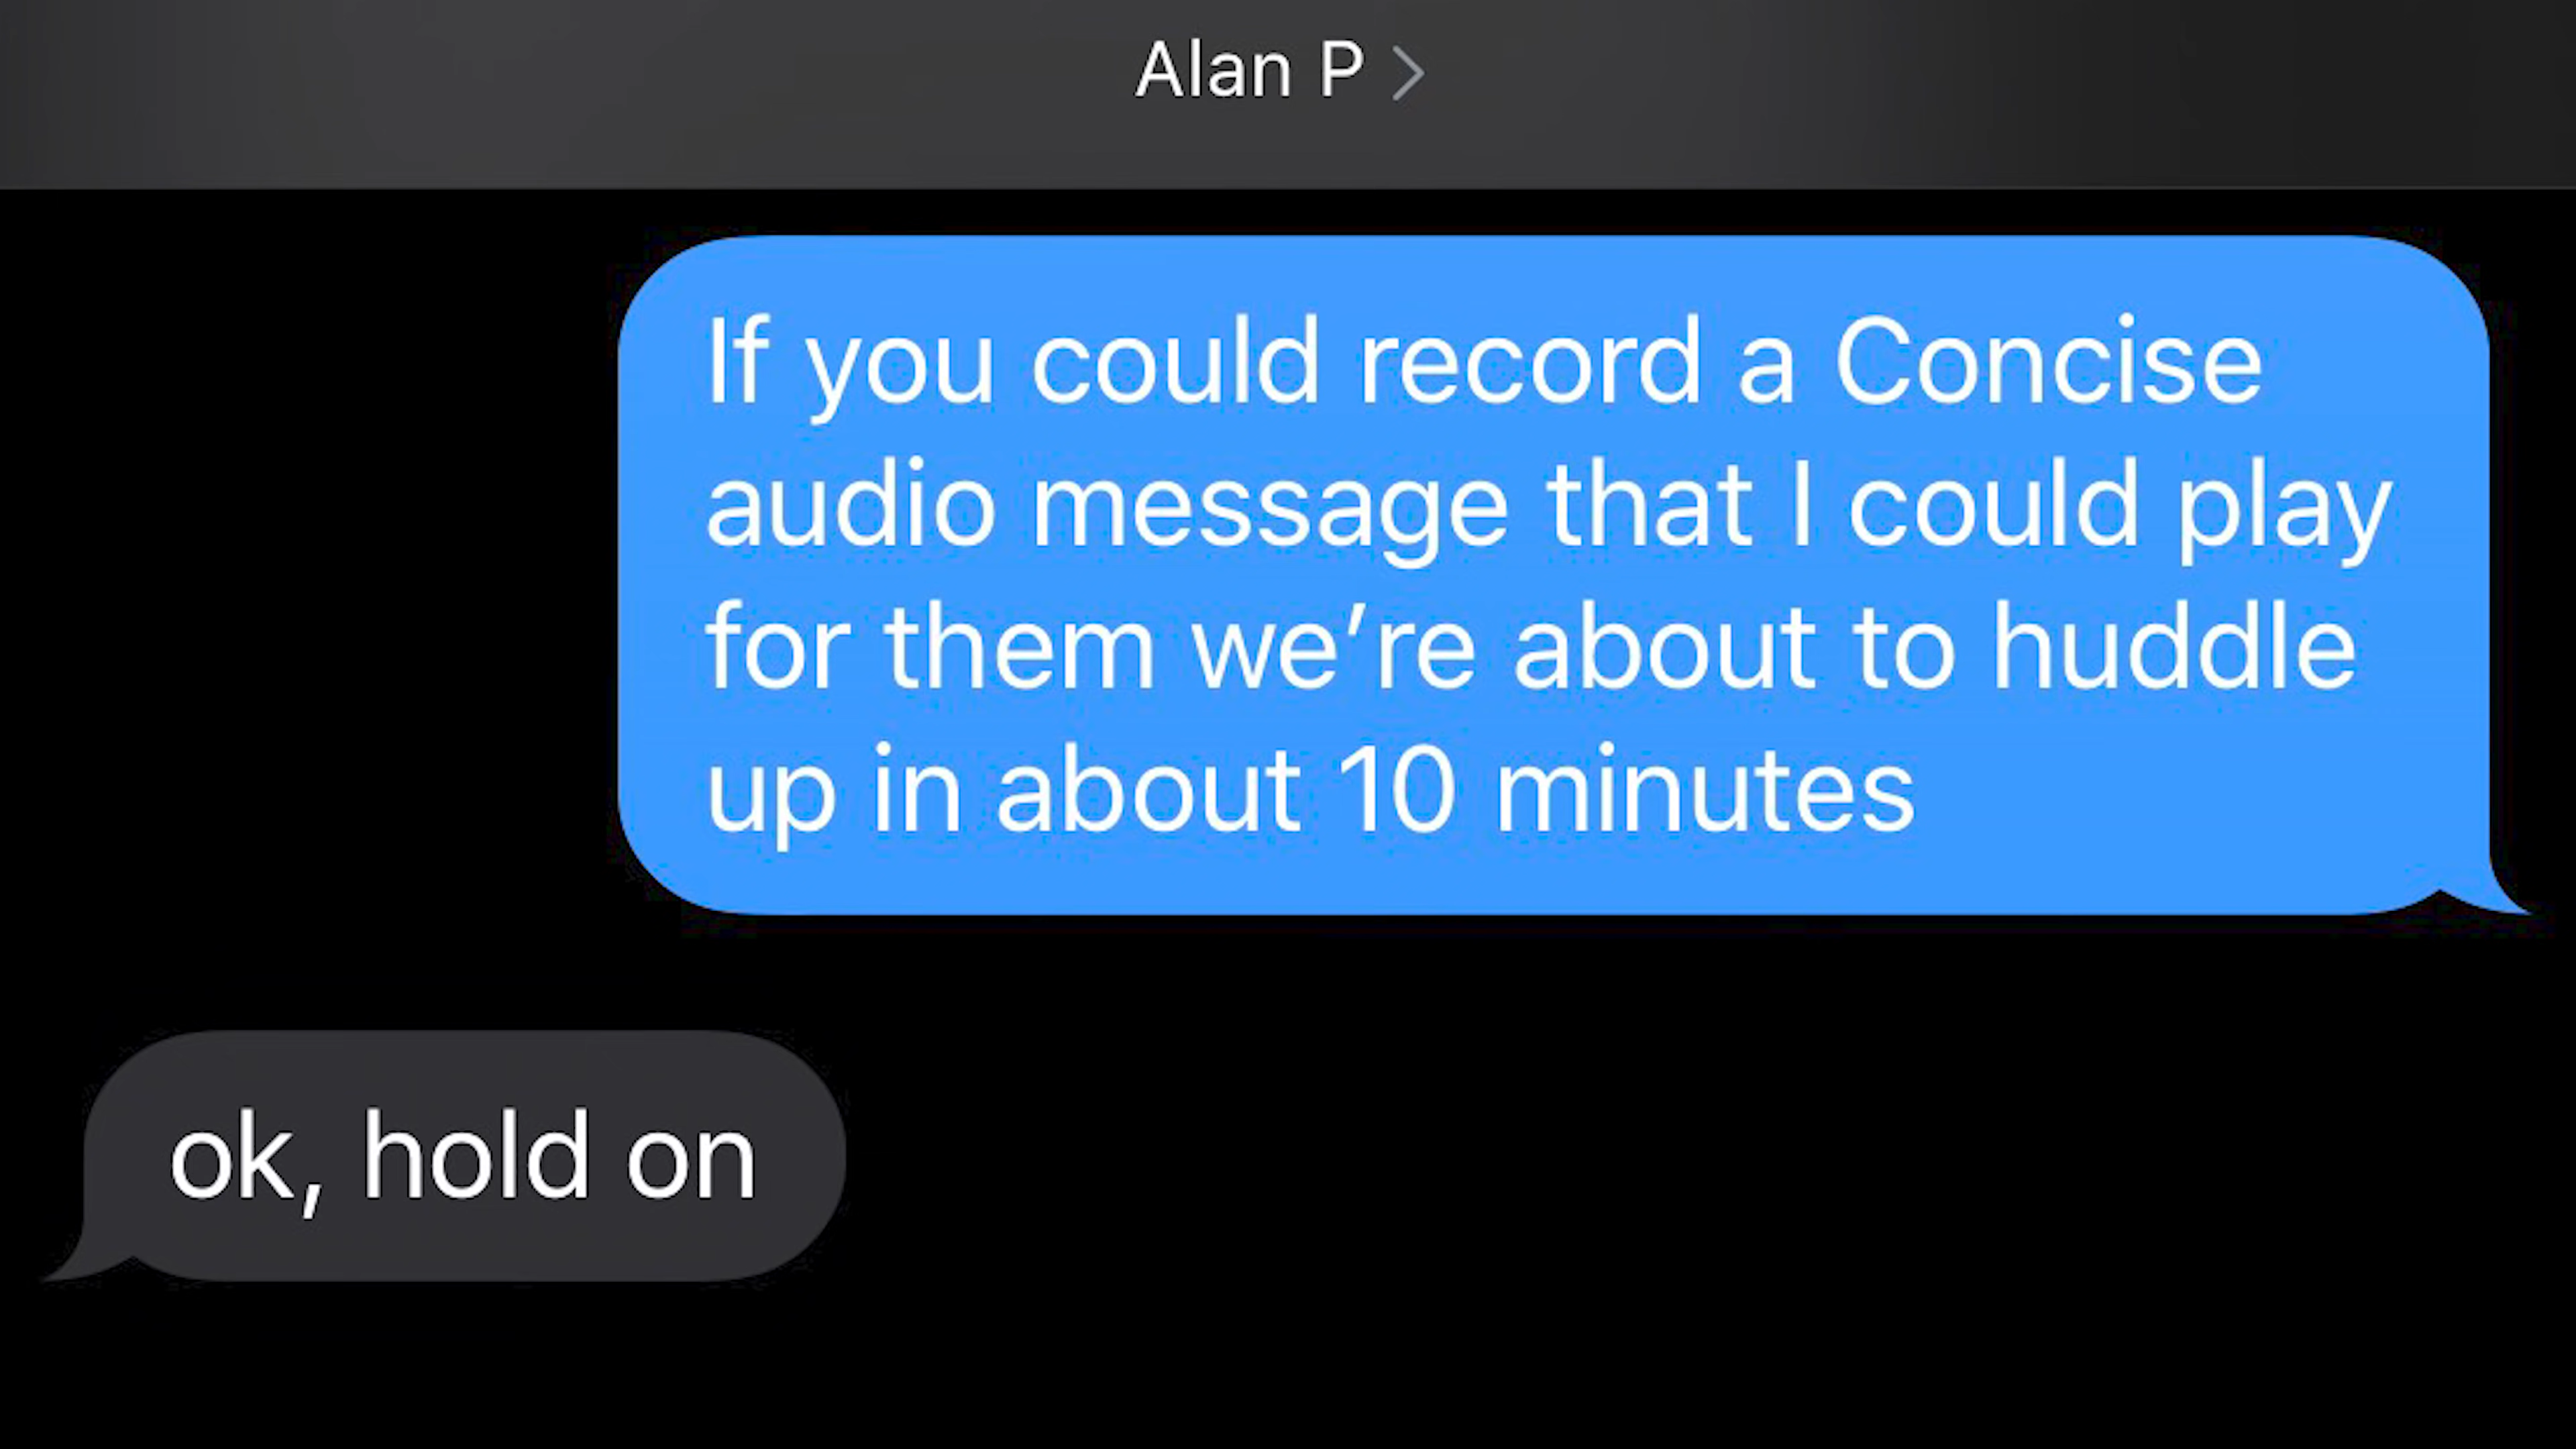 Alan P
If you could record a Concise
audio message that I could play
for them we’re about to huddle
up in about 10 minutes
ok, hold on